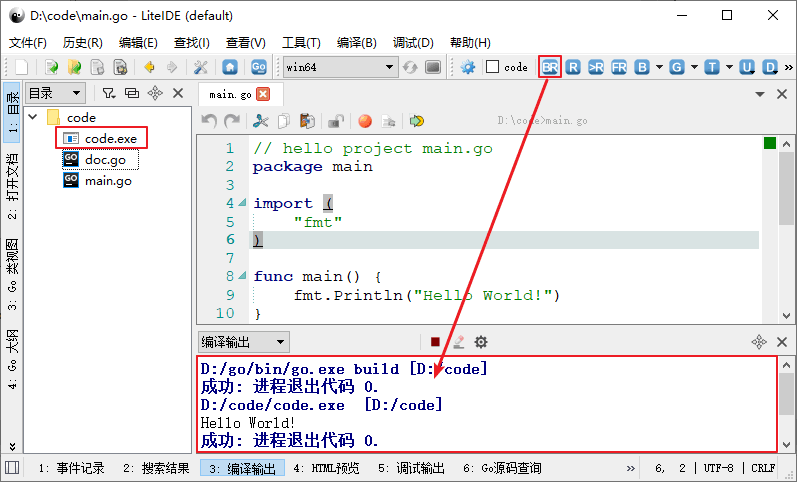 D:\code\main.go - LiteIDE (default)
文件(F) 历史(R) 编辑(E) 查找(I) 查看(V) 工具(T) 编译(B) 调试(D) 帮助(H)
Go win64 code BR R >R FR B G T U D »
目录 main.go
1: 目录
2: 打开文档
3: Go 类视图
4: Go 大纲
»
code
code.exe
GO doc.go
GO main.go
D:\code>main.go
1 // hello project main.go
2 package main
3
4 import (
5 "fmt"
6 )
7
8 func main() {
9 fmt.Println("Hello World!")
10 }
编译输出
D:/go/bin/go.exe build [D:/code]
成功: 进程退出代码 0.
D:/code/code.exe [D:/code]
Hello World!
成功: 进程退出代码 0.
1: 事件记录 2: 搜索结果 3: 编译输出 4: HTML预览 5: 调试输出 6: Go源码查询 » 6, 2 | UTF-8 | CRLF